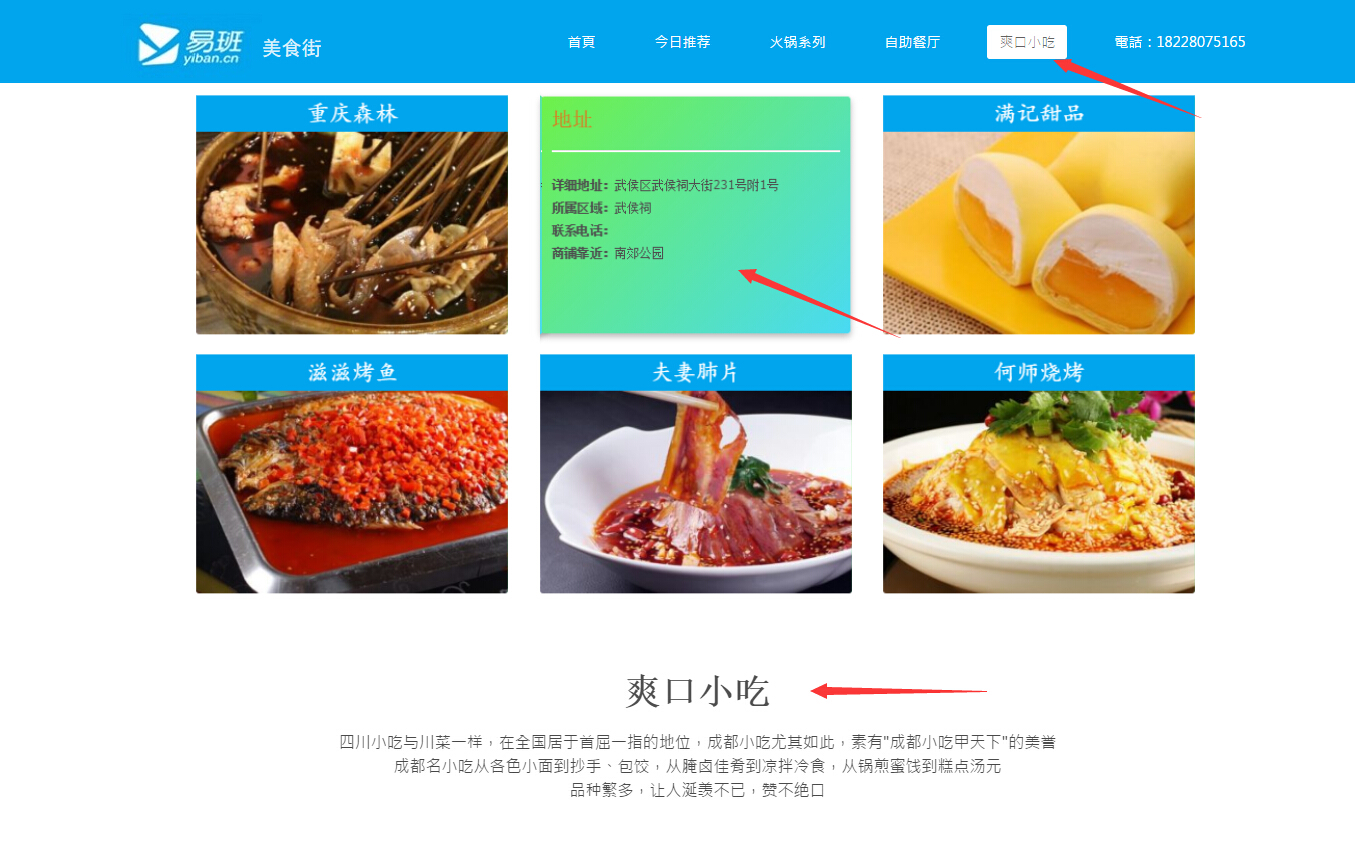 易班
yiban.cn
美食街
首頁
今日推荐
火锅系列
自助餐厅
爽口小吃
電話：18228075165
重庆森林
地址
详细地址：武侯区武侯祠大街231号附1号
所属区域：武侯祠
联系电话：
商铺靠近：南郊公园
满记甜品
滋滋烤鱼
夫妻肺片
何师烧烤
爽口小吃
四川小吃与川菜一样，在全国居于首屈一指的地位，成都小吃尤其如此，素有"成都小吃甲天下"的美誉
成都名小吃从各色小面到抄手、包饺，从腌卤佳肴到凉拌冷食，从锅煎蜜饯到糕点汤元
品种繁多，让人涎羡不已，赞不绝口